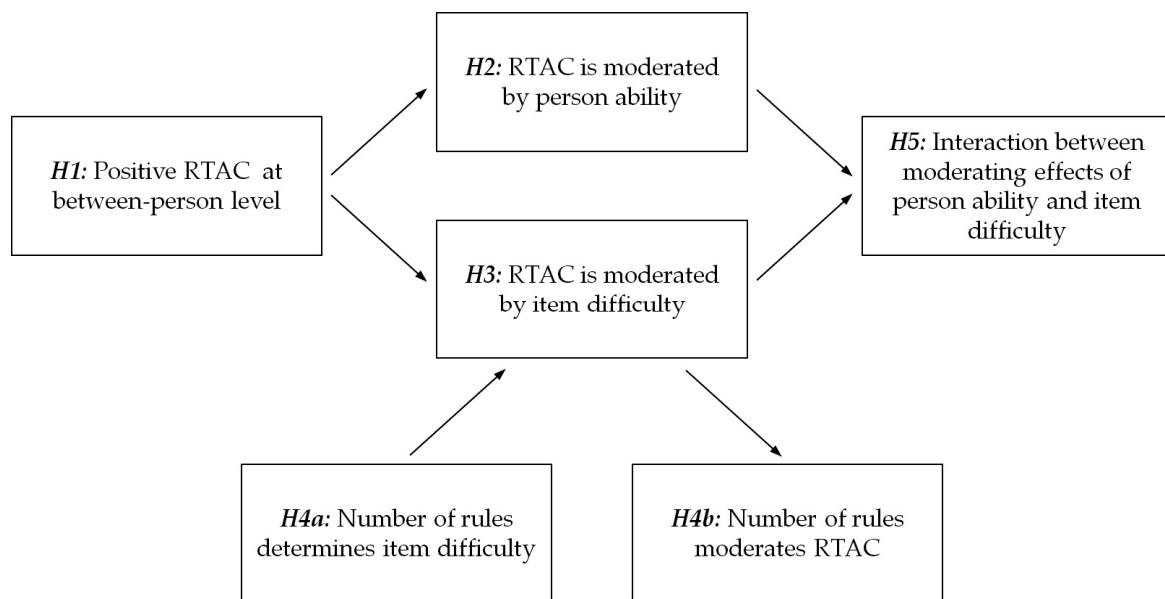 H2: RTAC is moderated
by person ability
H1: Positive RTAC at
between-person level
H5: Interaction between
moderating effects of
person ability and item
difficulty
H3: RTAC is moderated
by item difficulty
H4a: Number of rules
determines item difficulty
H4b: Number of rules
moderates RTAC